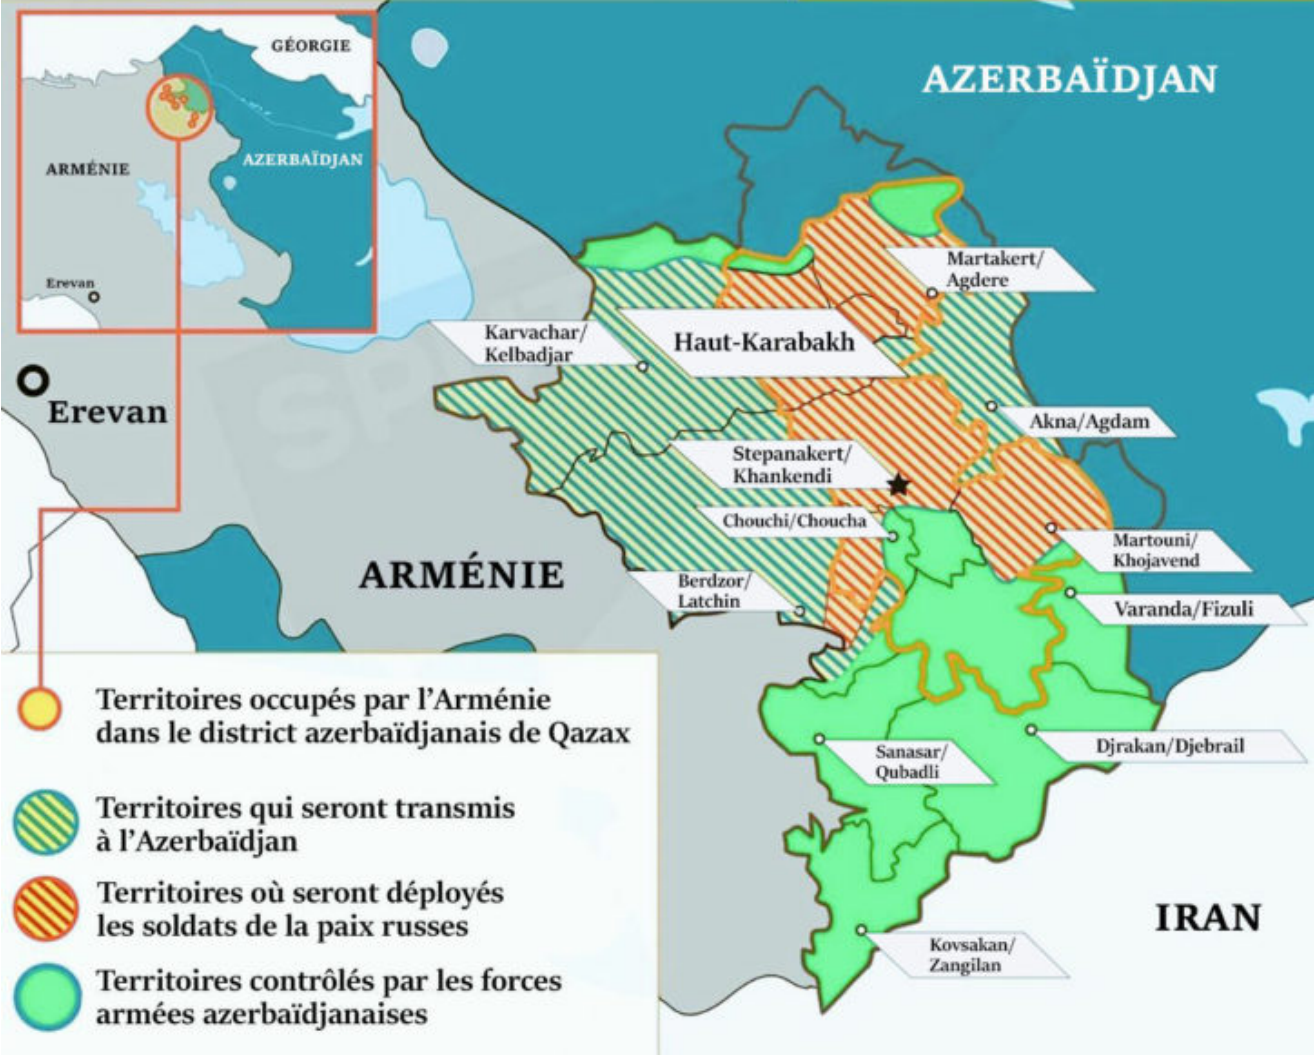 GÉORGIE
ARMÉNIE
AZERBAÏDJAN
Erevan
AZERBAÏDJAN
Martakert/
Agdere
Karvachar/
Kelbadjar
Haut-Karabakh
Erevan
Akna/Agdam
Stepanakert/
Khankendi
Chouchi/Choucha
Martouni/
Khojavend
ARMÉNIE
Berdzor/
Latchin
Varanda/Fizuli
Territoires occupés par l'Arménie
dans le district azerbaïdjanais de Qazax
Sanasar/
Qubadli
Djrakan/Djebrail
Territoires qui seront transmis
à l'Azerbaïdjan
Territoires où seront déployés
les soldats de la paix russes
IRAN
Kovsakan/
Zangilan
Territoires contrôlés par les forces
armées azerbaïdjanaises